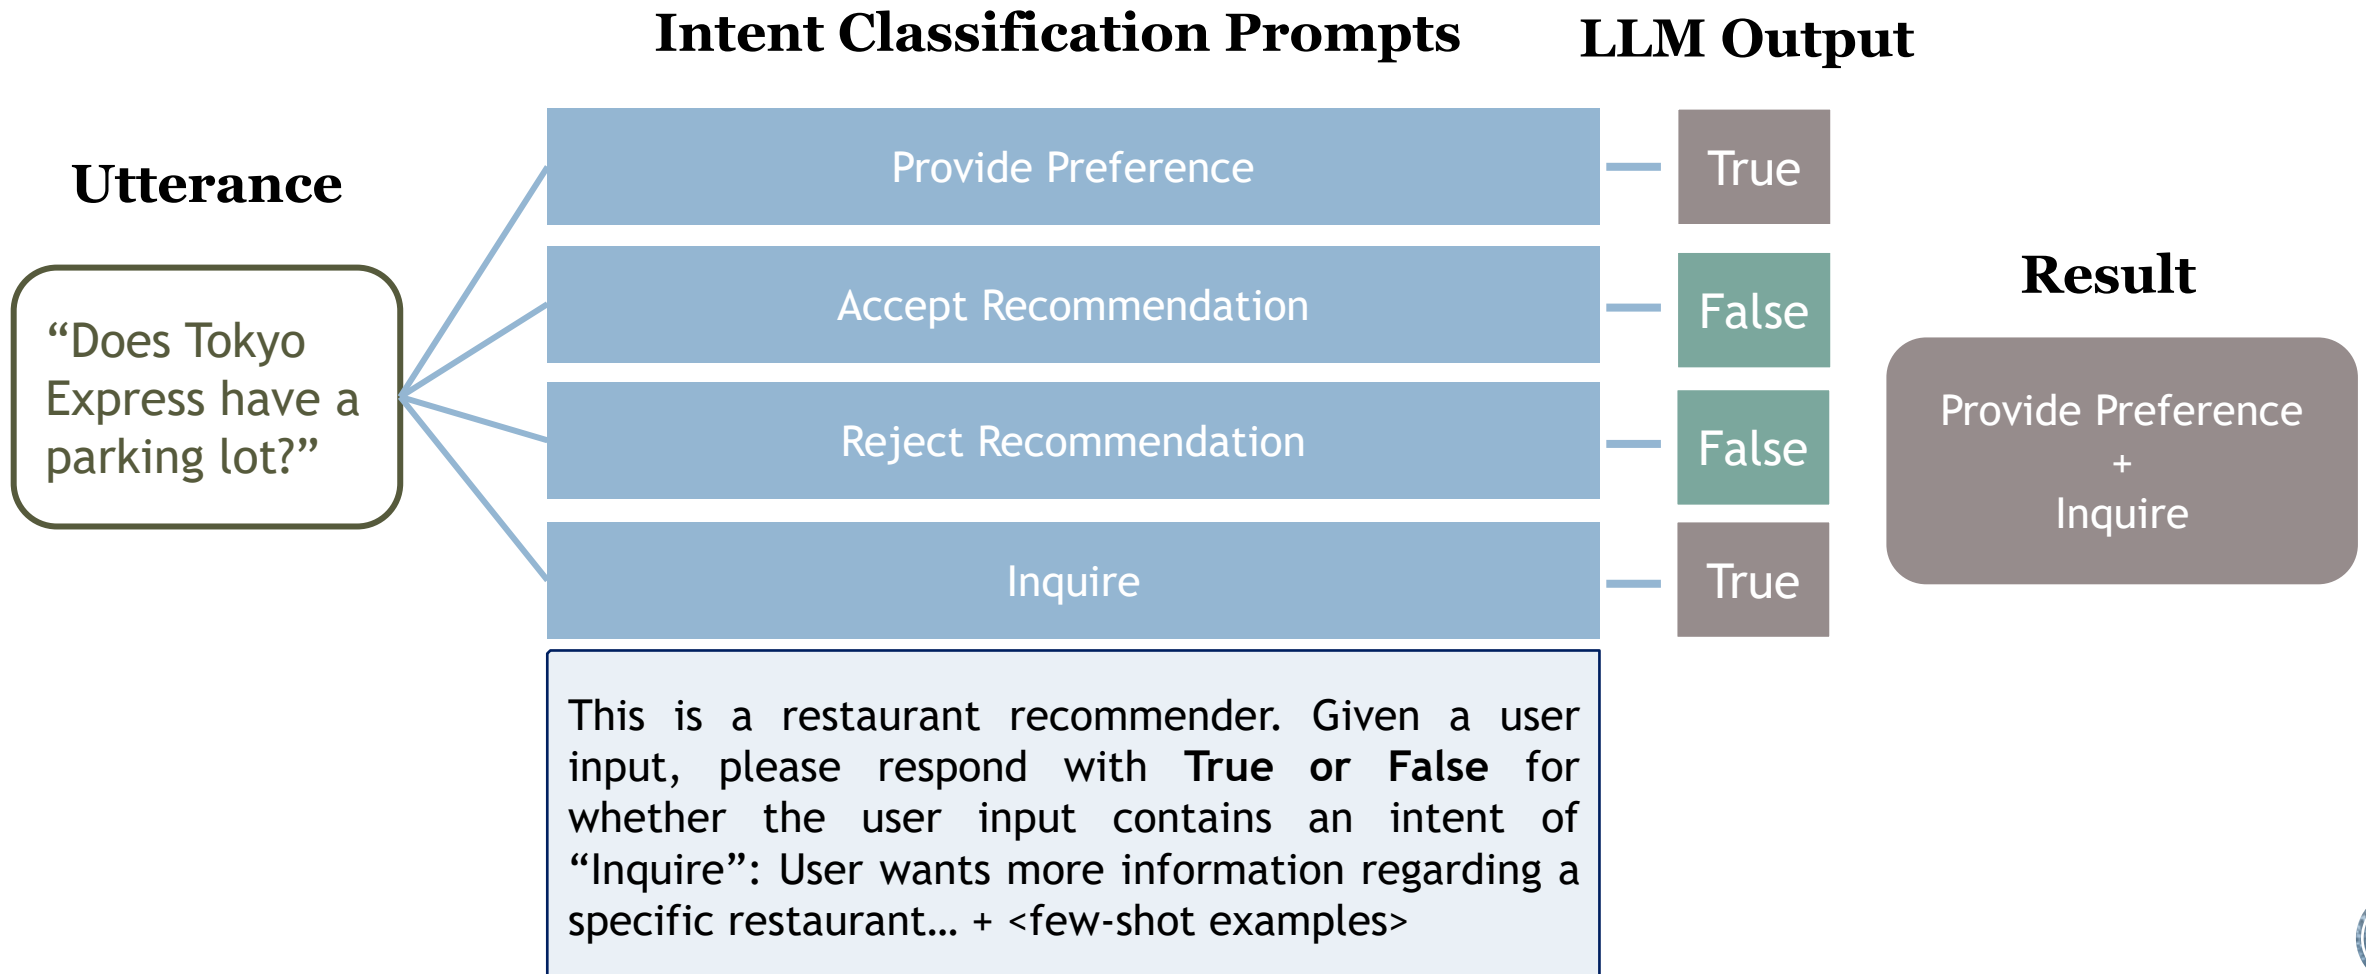 Intent Classification Prompts
LLM Output
Utterance
“Does Tokyo
Express have a
parking lot?”
Provide Preference
True
Accept Recommendation
False
Reject Recommendation
False
Inquire
True
Result
Provide Preference
+
Inquire
This is a restaurant recommender. Given a user
input, please respond with True or False for
whether the user input contains an intent of
“Inquire”: User wants more information regarding a
specific restaurant… + <few-shot examples>